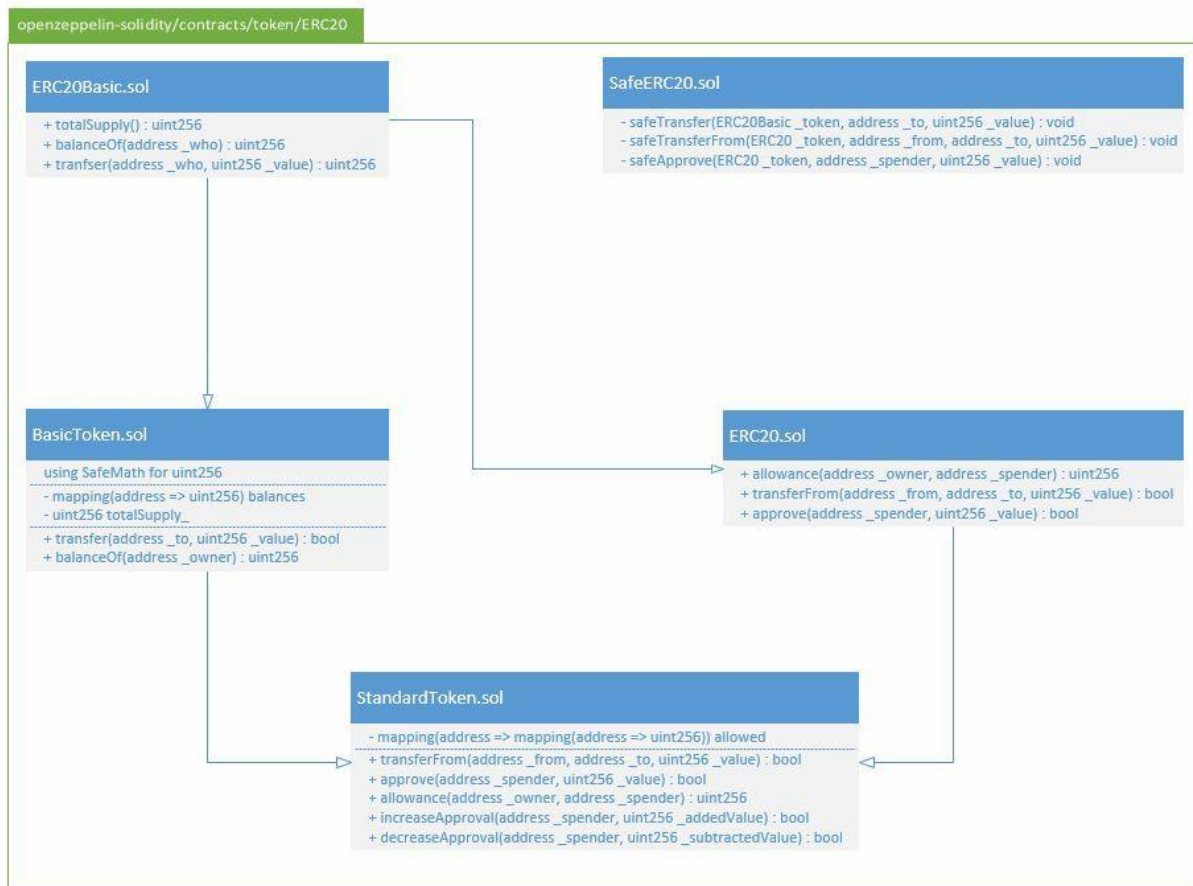 openzeppelin-solidity/contracts/token/ERC20
ERC20Basic.sol
+ totalSupply() : uint256
+ balanceOf(address _who) : uint256
+ tranfser(address _who, uint256 _value) : uint256
SafeERC20.sol
- safeTransfer(ERC20Basic _token, address _to, uint256 _value) : void
- safeTransferFrom(ERC20 _token, address _from, address _to, uint256 _value) : void
- safeApprove(ERC20 _token, address _spender, uint256 _value) : void
BasicToken.sol
using SafeMath for uint256
- mapping(address => uint256) balances
- uint256 totalSupply_
+ transfer(address _to, uint256 _value) : bool
+ balanceOf(address _owner) : uint256
ERC20.sol
+ allowance(address _owner, address _spender) : uint256
+ transferFrom(address _from, address _to, uint256 _value) : bool
+ approve(address _spender, uint256 _value) : bool
StandardToken.sol
- mapping(address => mapping(address => uint256)) allowed
+ transferFrom(address _from, address _to, uint256 _value) : bool
+ approve(address _spender, uint256 _value) : bool
+ allowance(address _owner, address _spender) : uint256
+ increaseApproval(address _spender, uint256 _addedValue) : bool
+ decreaseApproval(address _spender, uint256 _subtractedValue) : bool